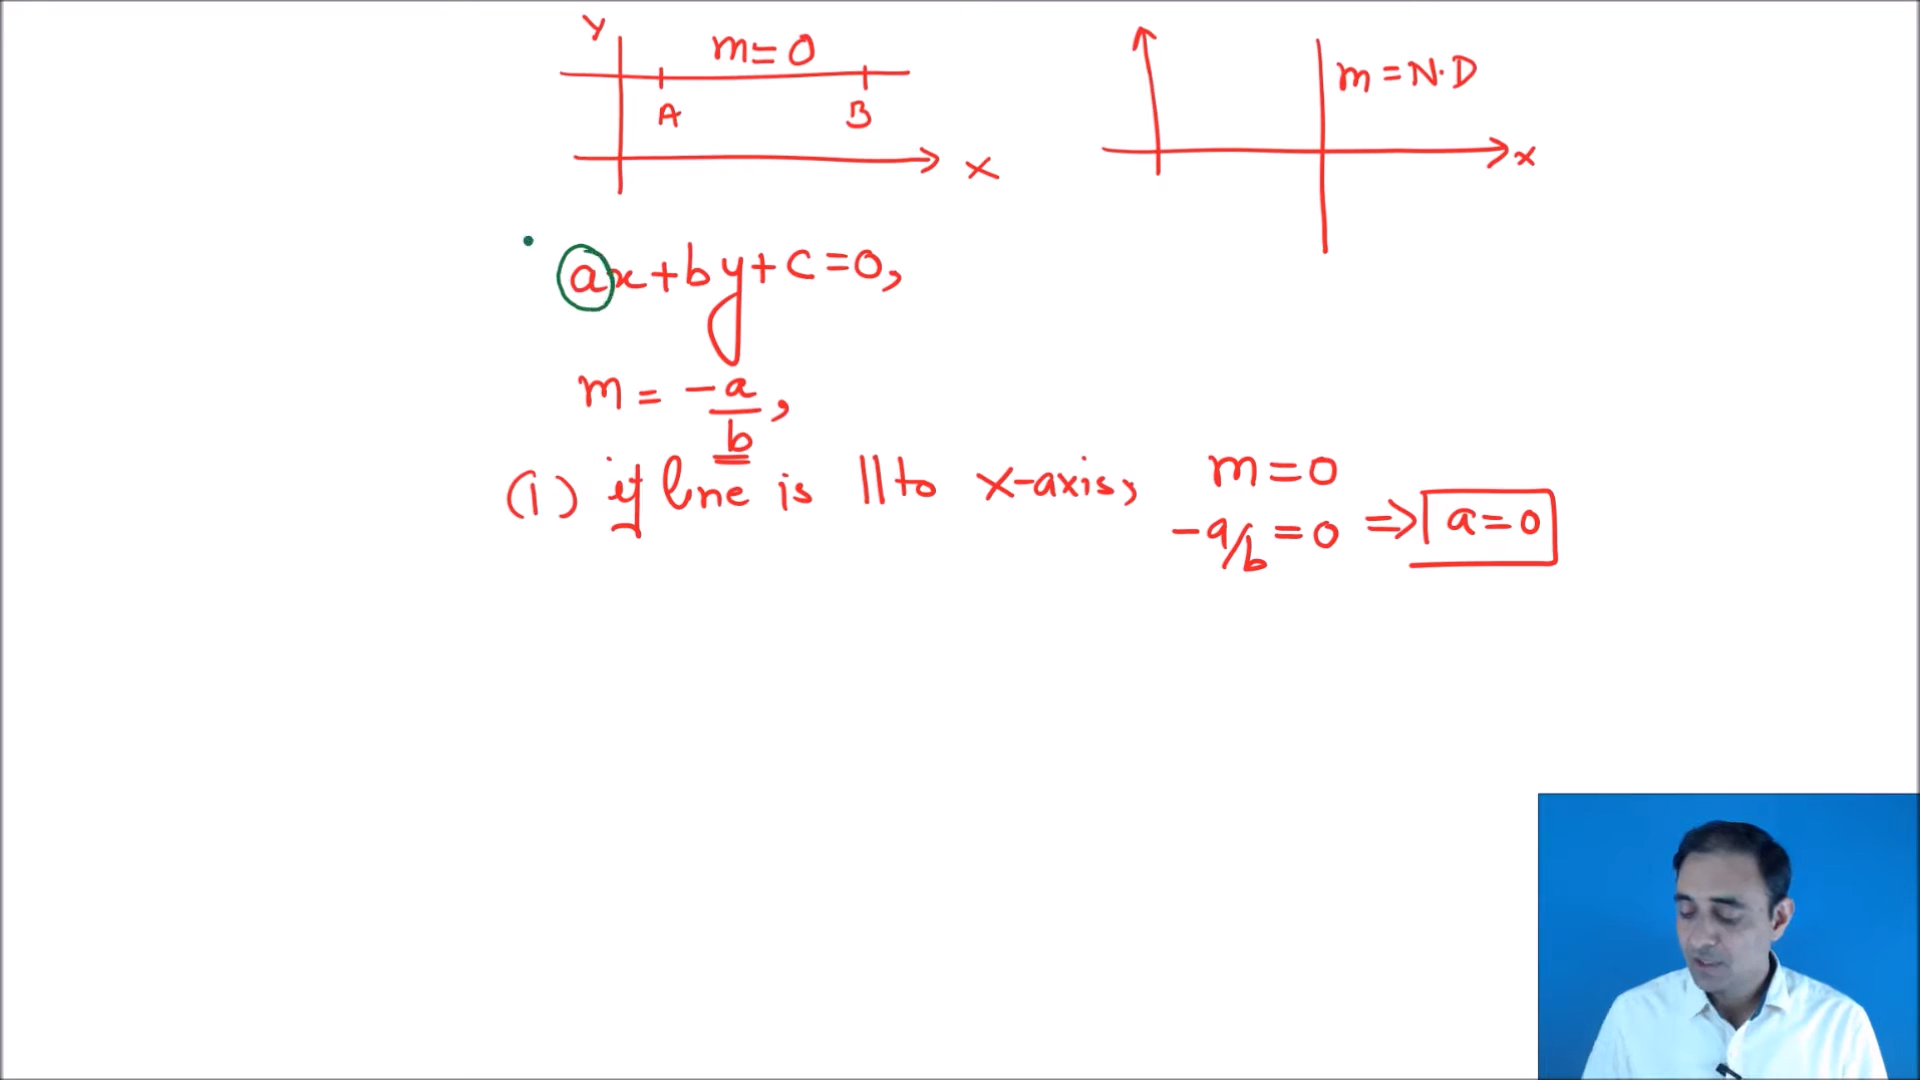 y
m=0
A B
x
m=N.D
x
ax+by+c=0,
m = -a/b,
(1) if line is || to x-axis, m=0
-a/b=0 => a=0